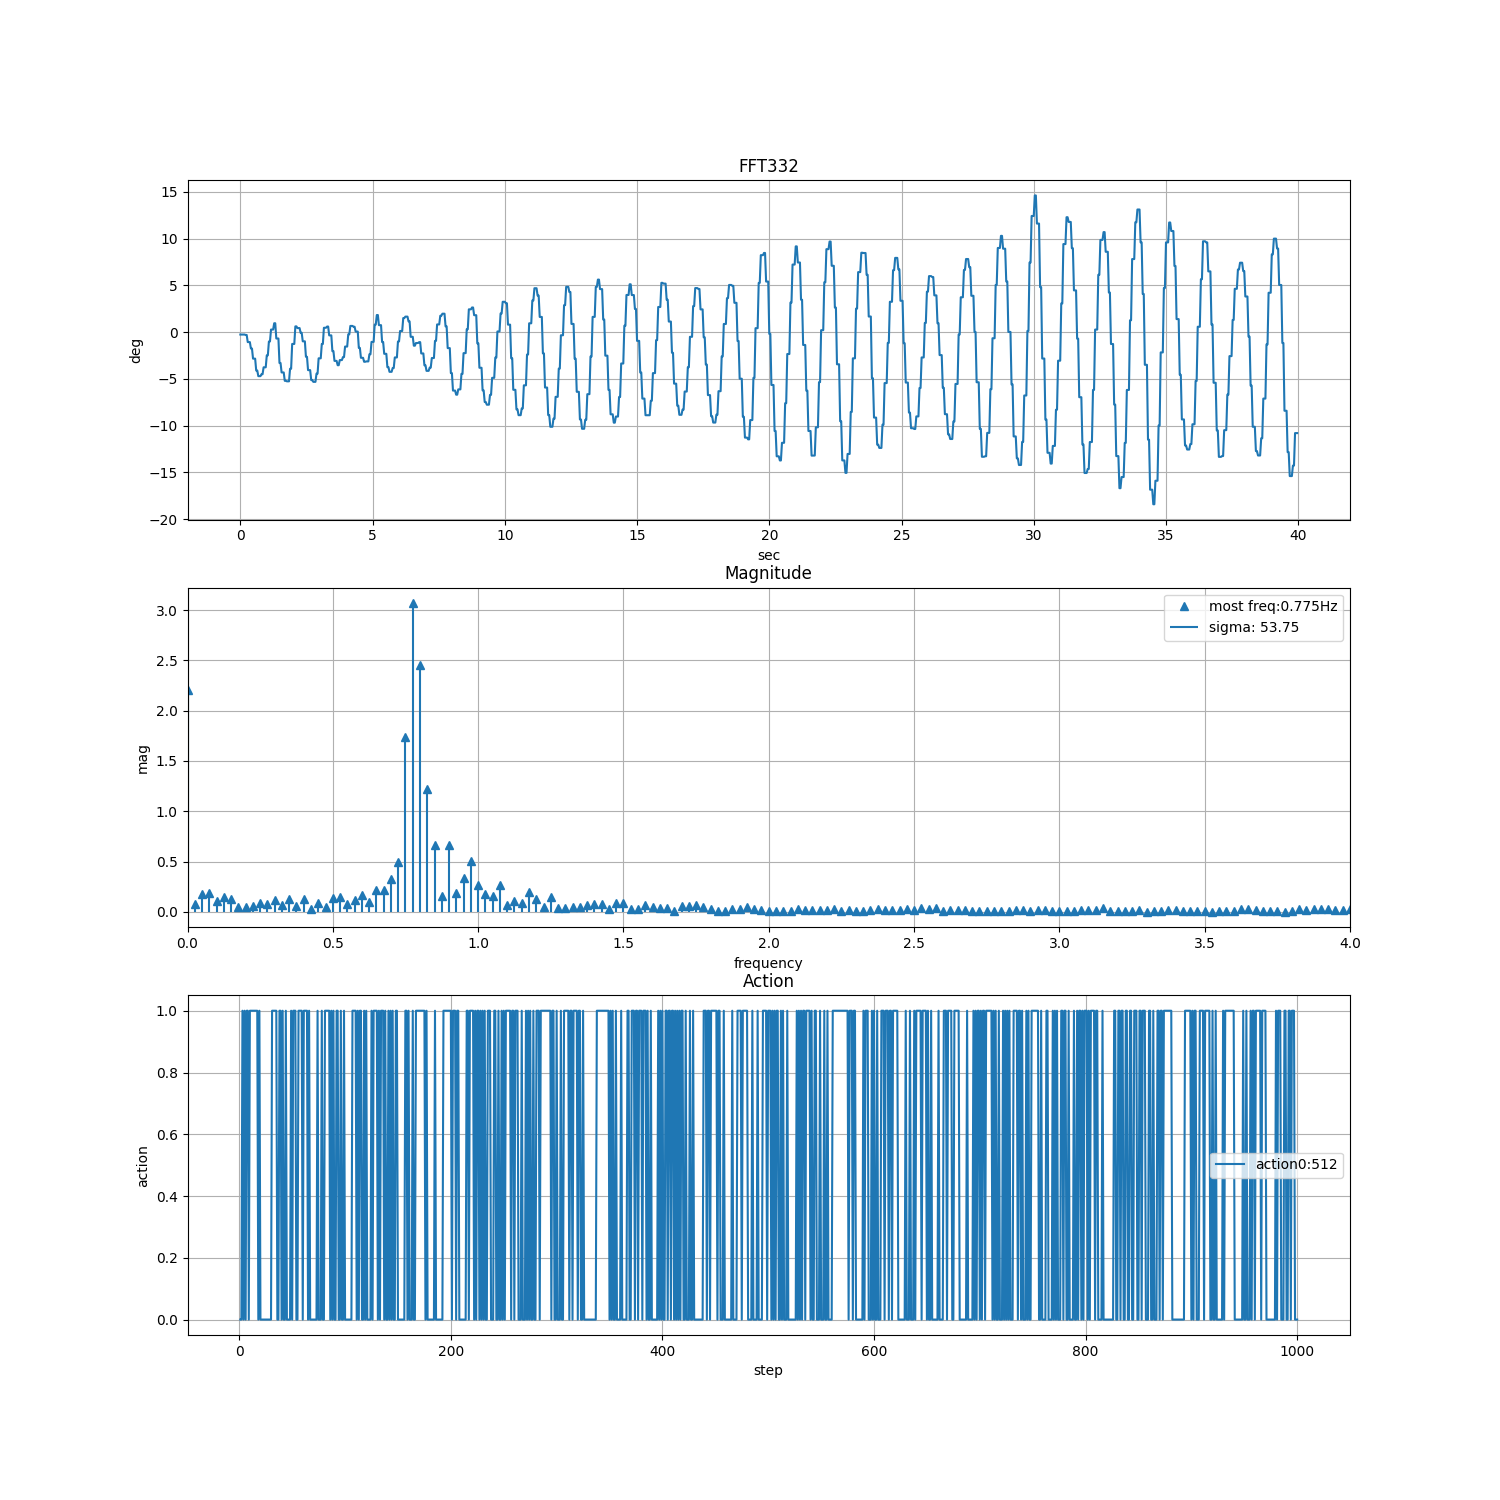 FFT332
15
10
5
0
−5
−10
−15
−20
deg
0 5 10 15 20 25 30 35 40
sec
Magnitude
most freq:0.775Hz
sigma: 53.75
3.0
2.5
2.0
1.5
1.0
0.5
0.0
mag
0.0 0.5 1.0 1.5 2.0 2.5 3.0 3.5 4.0
frequency
Action
1.0
0.8
0.6
0.4
0.2
0.0
action
action0:512
0 200 400 600 800 1000
step